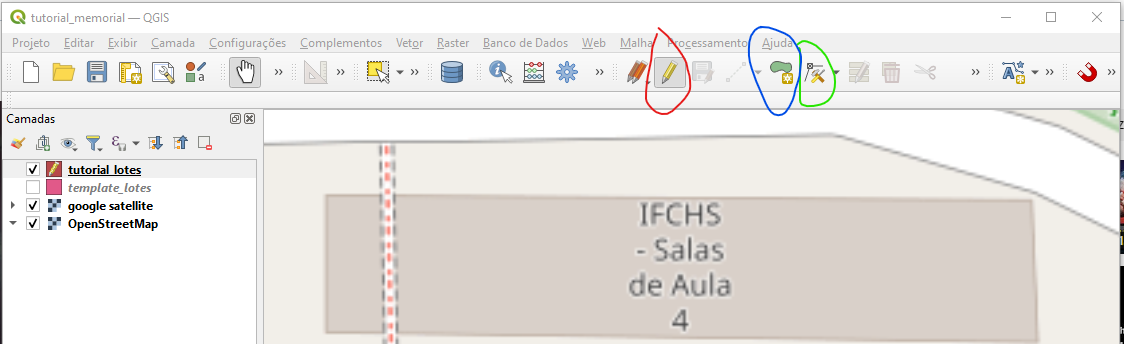 tutorial_memorial — QGIS
Projeto Editar Exibir Camada Configurações Complementos Vetor Raster Banco de Dados Web Malha Processamento Ajuda
Camadas
tutorial_lotes
template_lotes
google satellite
OpenStreetMap
IFCHS
- Salas
de Aula
4